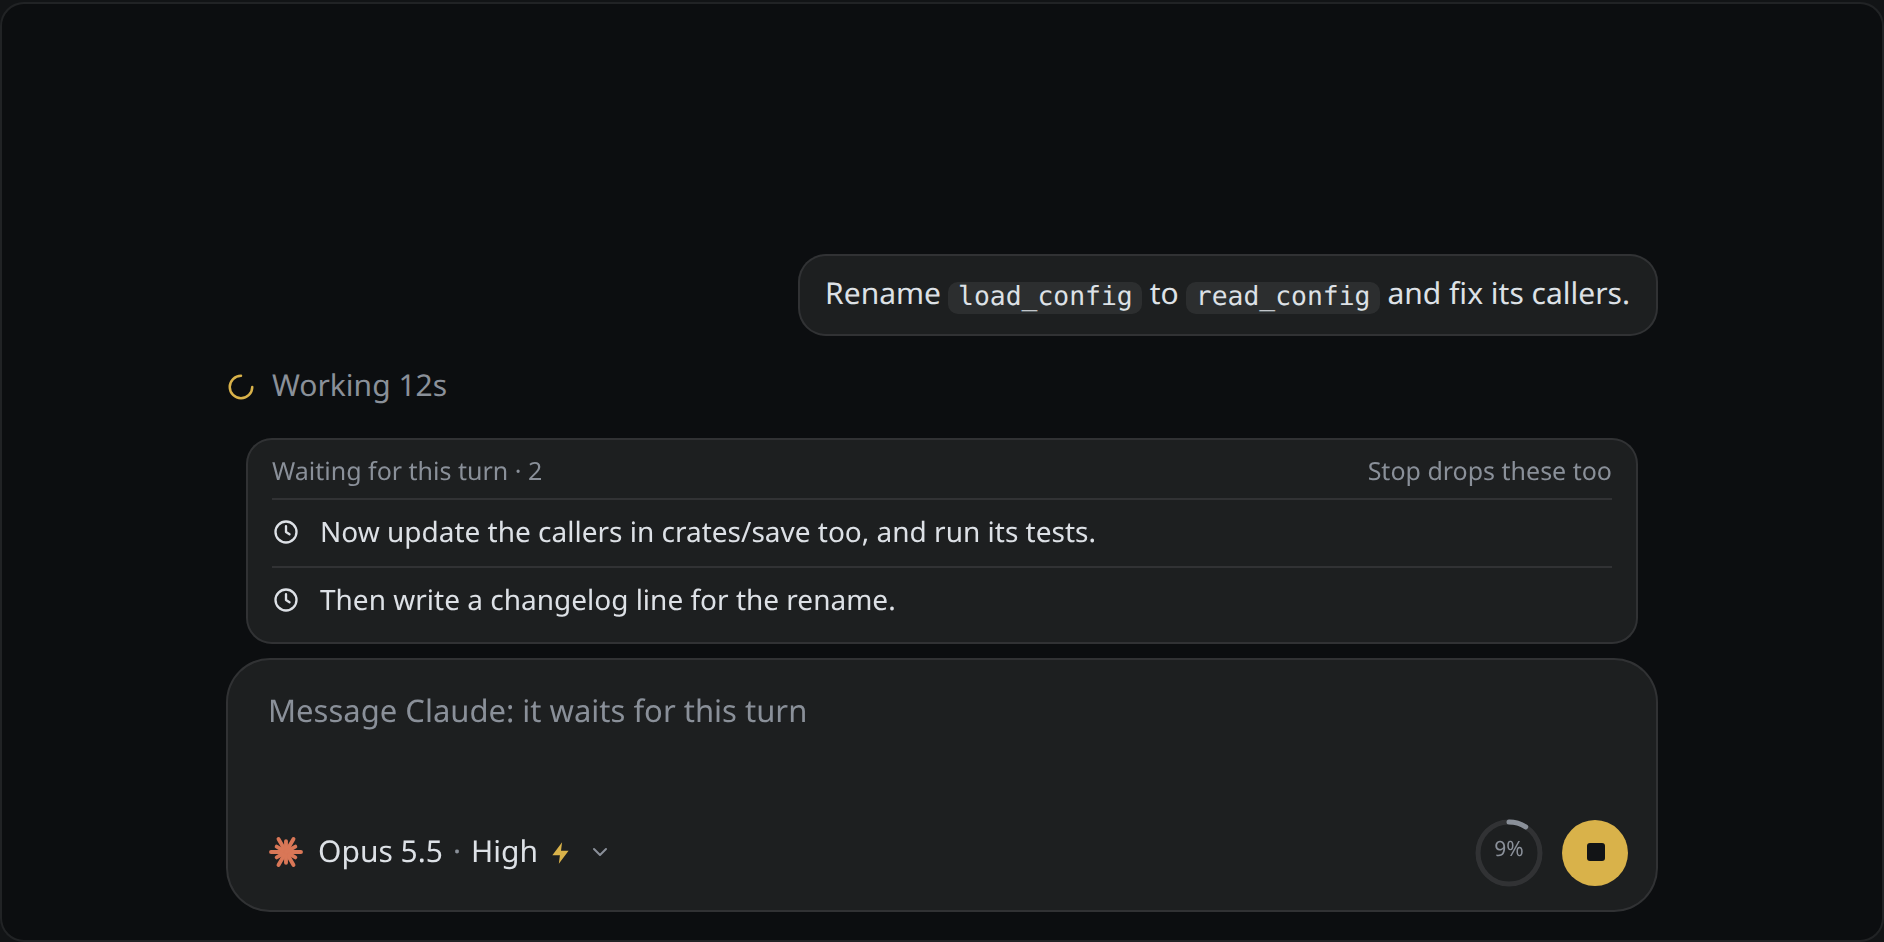 Rename load_config to read_config and fix its callers.
Working 12s
Waiting for this turn · 2 Stop drops these too
Now update the callers in crates/save too, and run its tests.
Then write a changelog line for the rename.
Message Claude: it waits for this turn
Opus 5.5 · High 9%